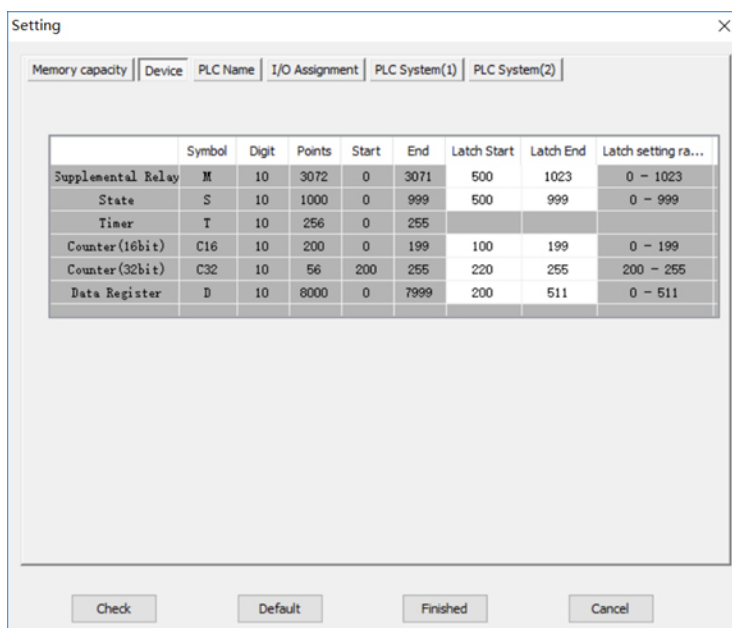 Setting
Memory capacity Device PLC Name I/O Assignment PLC System(1) PLC System(2)
Symbol Digit Points Start End Latch Start Latch End Latch setting ra...
Supplemental Relay M 10 3072 0 3071 500 1023 0 - 1023
State S 10 1000 0 999 500 999 0 - 999
Timer T 10 256 0 255
Counter(16bit) C16 10 200 0 199 100 199 0 - 199
Counter(32bit) C32 10 56 200 255 220 255 200 - 255
Data Register D 10 8000 0 7999 200 511 0 - 511
Check Default Finished Cancel